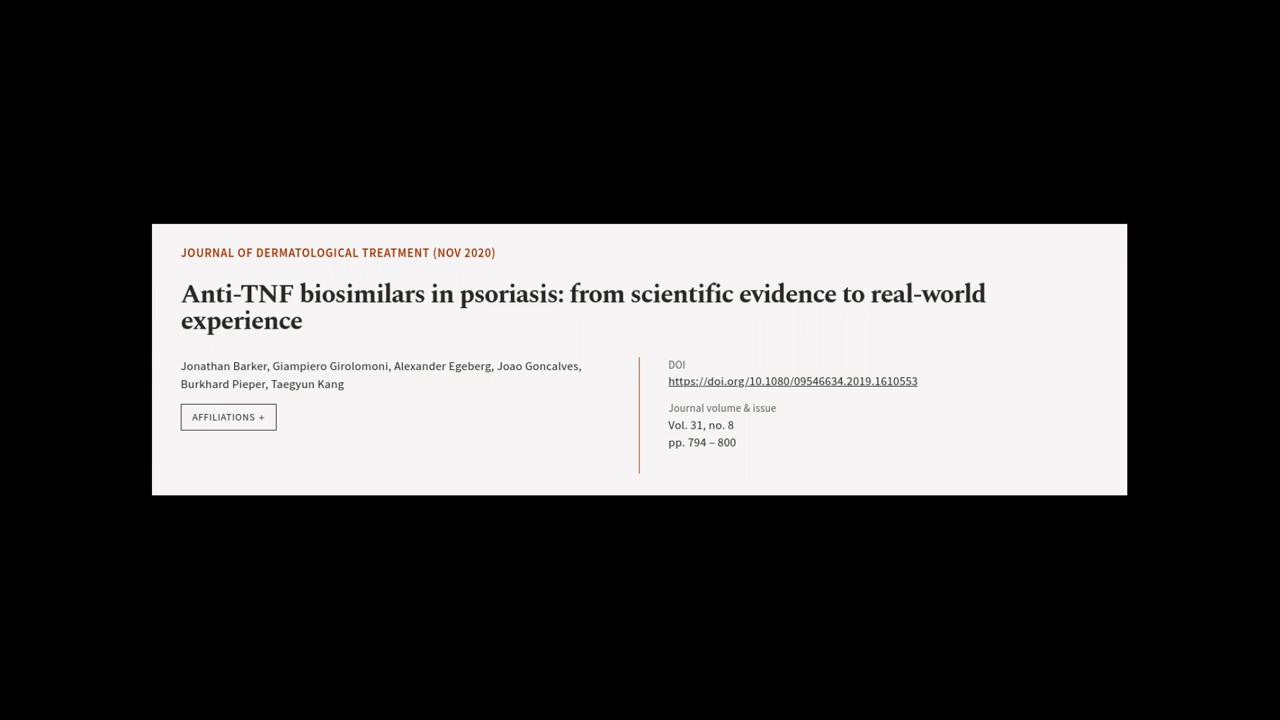 JOURNAL OF DERMATOLOGICAL TREATMENT (NOV 2020)
Anti-TNF biosimilars in psoriasis: from scientific evidence to real-world
experience
Jonathan Barker, Giampiero Girolomoni, Alexander Egeberg, Joao Goncalves,
Burkhard Pieper, Taegyun Kang
AFFILIATIONS +
DOI
https://doi.org/10.1080/09546634.2019.1610553
Journal volume & issue
Vol. 31, no. 8
pp. 794 – 800